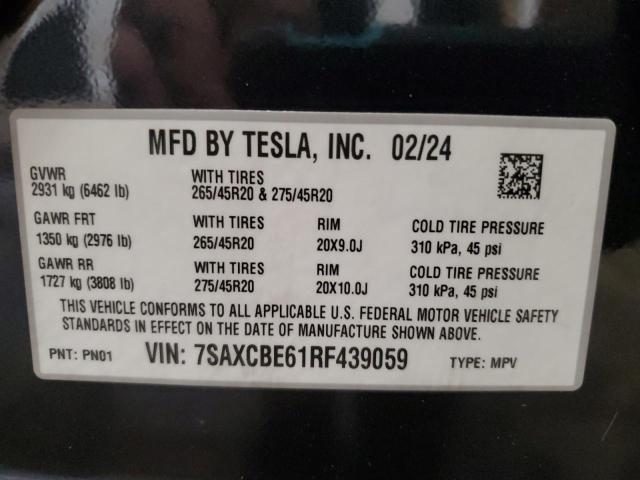 MFD BY TESLA, INC. 02/24
GVWR WITH TIRES
2931 kg (6462 lb) 265/45R20 & 275/45R20
GAWR FRT WITH TIRES RIM COLD TIRE PRESSURE
1350 kg (2976 lb) 265/45R20 20X9.0J 310 kPa, 45 psi
GAWR RR WITH TIRES RIM COLD TIRE PRESSURE
1727 kg (3808 lb) 275/45R20 20X10.0J 310 kPa, 45 psi
THIS VEHICLE CONFORMS TO ALL APPLICABLE U.S. FEDERAL MOTOR VEHICLE SAFETY
STANDARDS IN EFFECT ON THE DATE OF MANUFACTURE SHOWN ABOVE.
PNT: PN01 VIN: 7SAXCBE61RF439059 TYPE: MPV